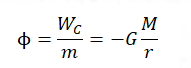 ϕ = W_C / m = −G M / r